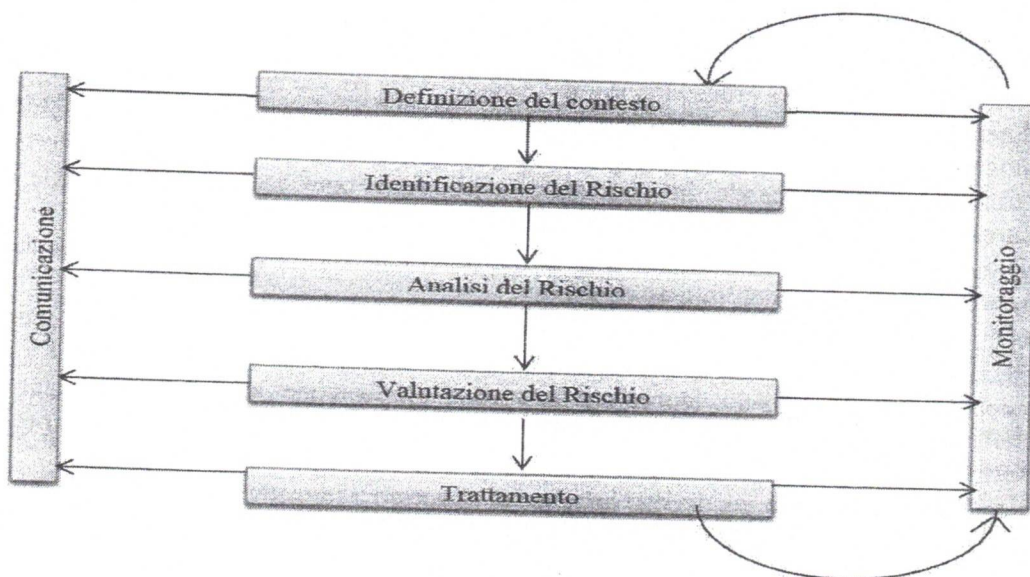 Definizione del contesto
Identificazione del Rischio
Analisi del Rischio
Valutazione del Rischio
Trattamento
Comunicazione
Monitoraggio